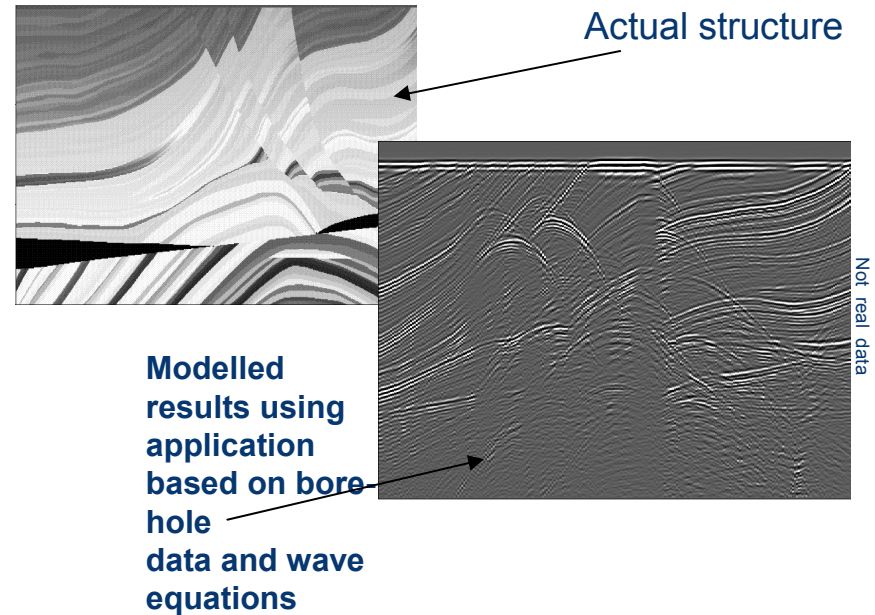 Actual structure
Not real data
Modelled
results using
application
based on bore-
hole
data and wave
equations